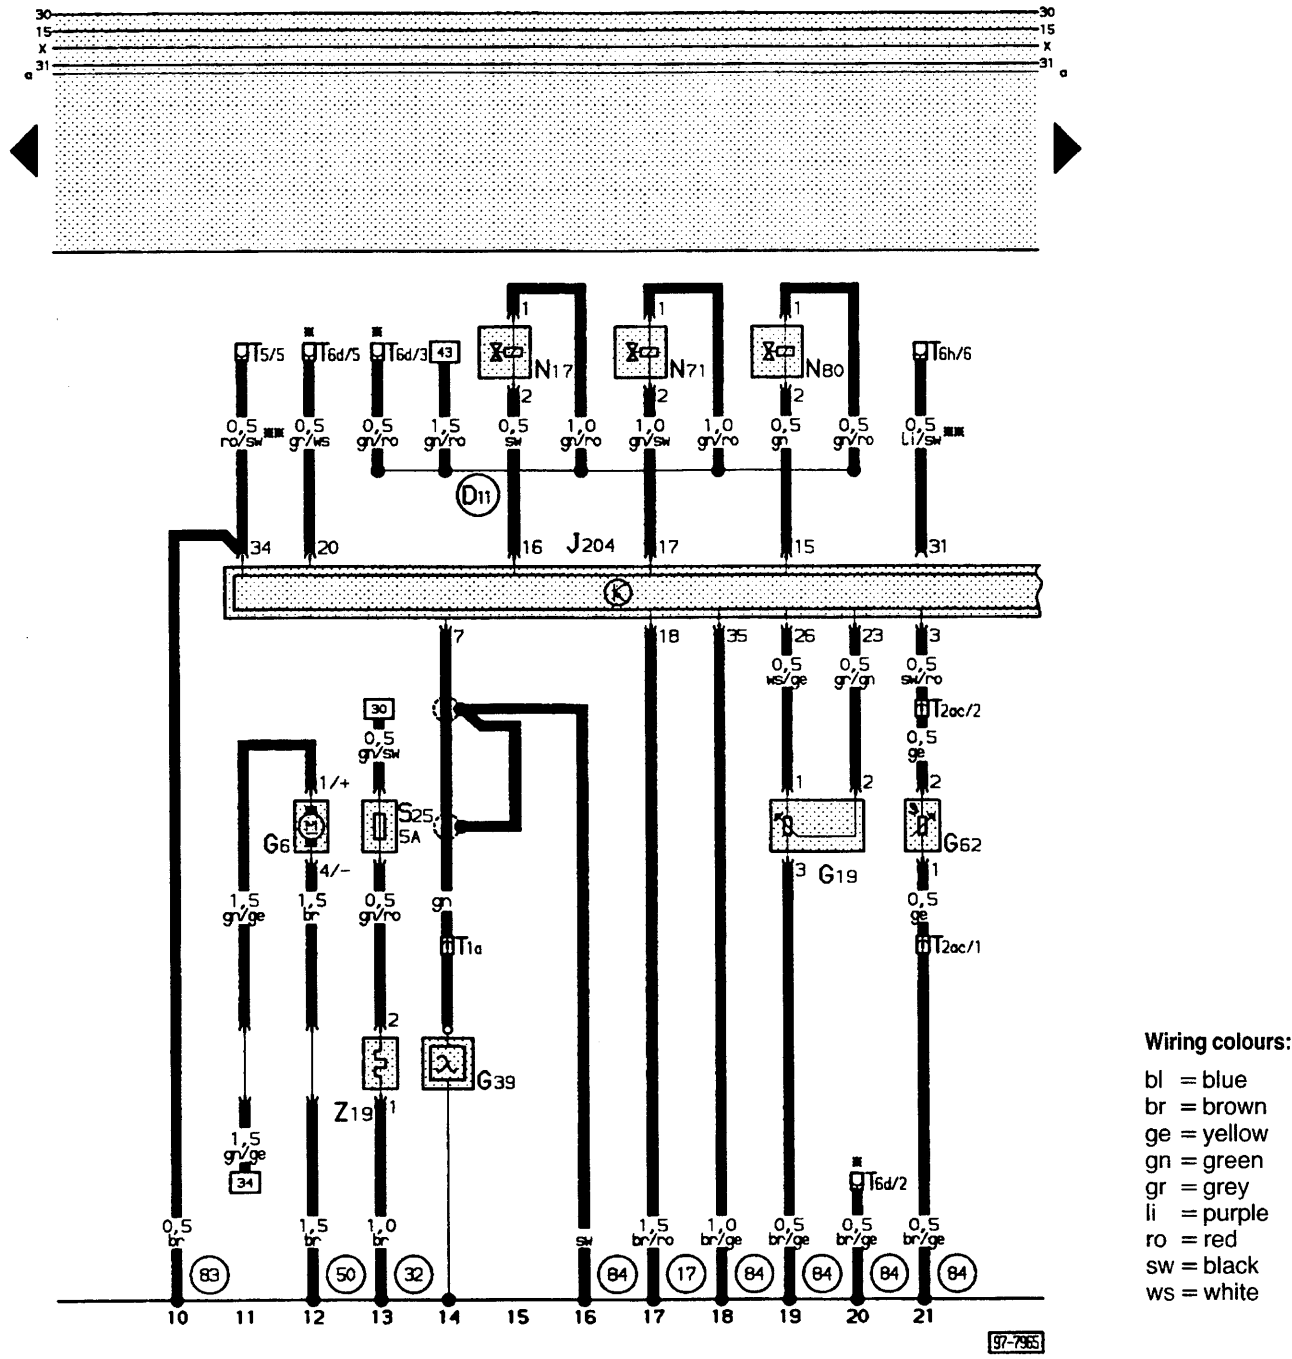 30 30
15 15
X X
31 31
a a
1 1 1
* *
T5/5 T6d/5 T6d/3 43 N17 N71 N80 T6h/6
2 2 2
0,5 0,5 0,5 1,5 0,5 1,0 1,0 1,0 0,5 0,5 0,5
ro/sw** gr/ws gn/ro gn/ro sw gn/ro gn/sw gn/ro gn gn/ro li/sw**
D11
34 20 16 J204 17 15 31
K
7 18 35 26 23 3
0,5 0,5 0,5
ws/ge gr/gn sw/ro
30 T2ac/2
0,5 0,5
gn/sw ge
1/+ 1 2 2
M S25
5A
G6 G62
4/- 3 G19 1
1,5 1,5 0,5 gn 0,5
gn/ge br gn/ro ge
T1a T2ac/1
2
λ
G39
Z19 1
1,5
gn/ge
34
*
T6d/2
0,5 1,5 1,0 sw 1,5 1,0 0,5 0,5 0,5
br br br br/ro br/ge br/ge br/ge br/ge
83 50 32 84 17 84 84 84 84
10 11 12 13 14 15 16 17 18 19 20 21
97-7965
Wiring colours:
bl = blue
br = brown
ge = yellow
gn = green
gr = grey
li = purple
ro = red
sw = black
ws = white